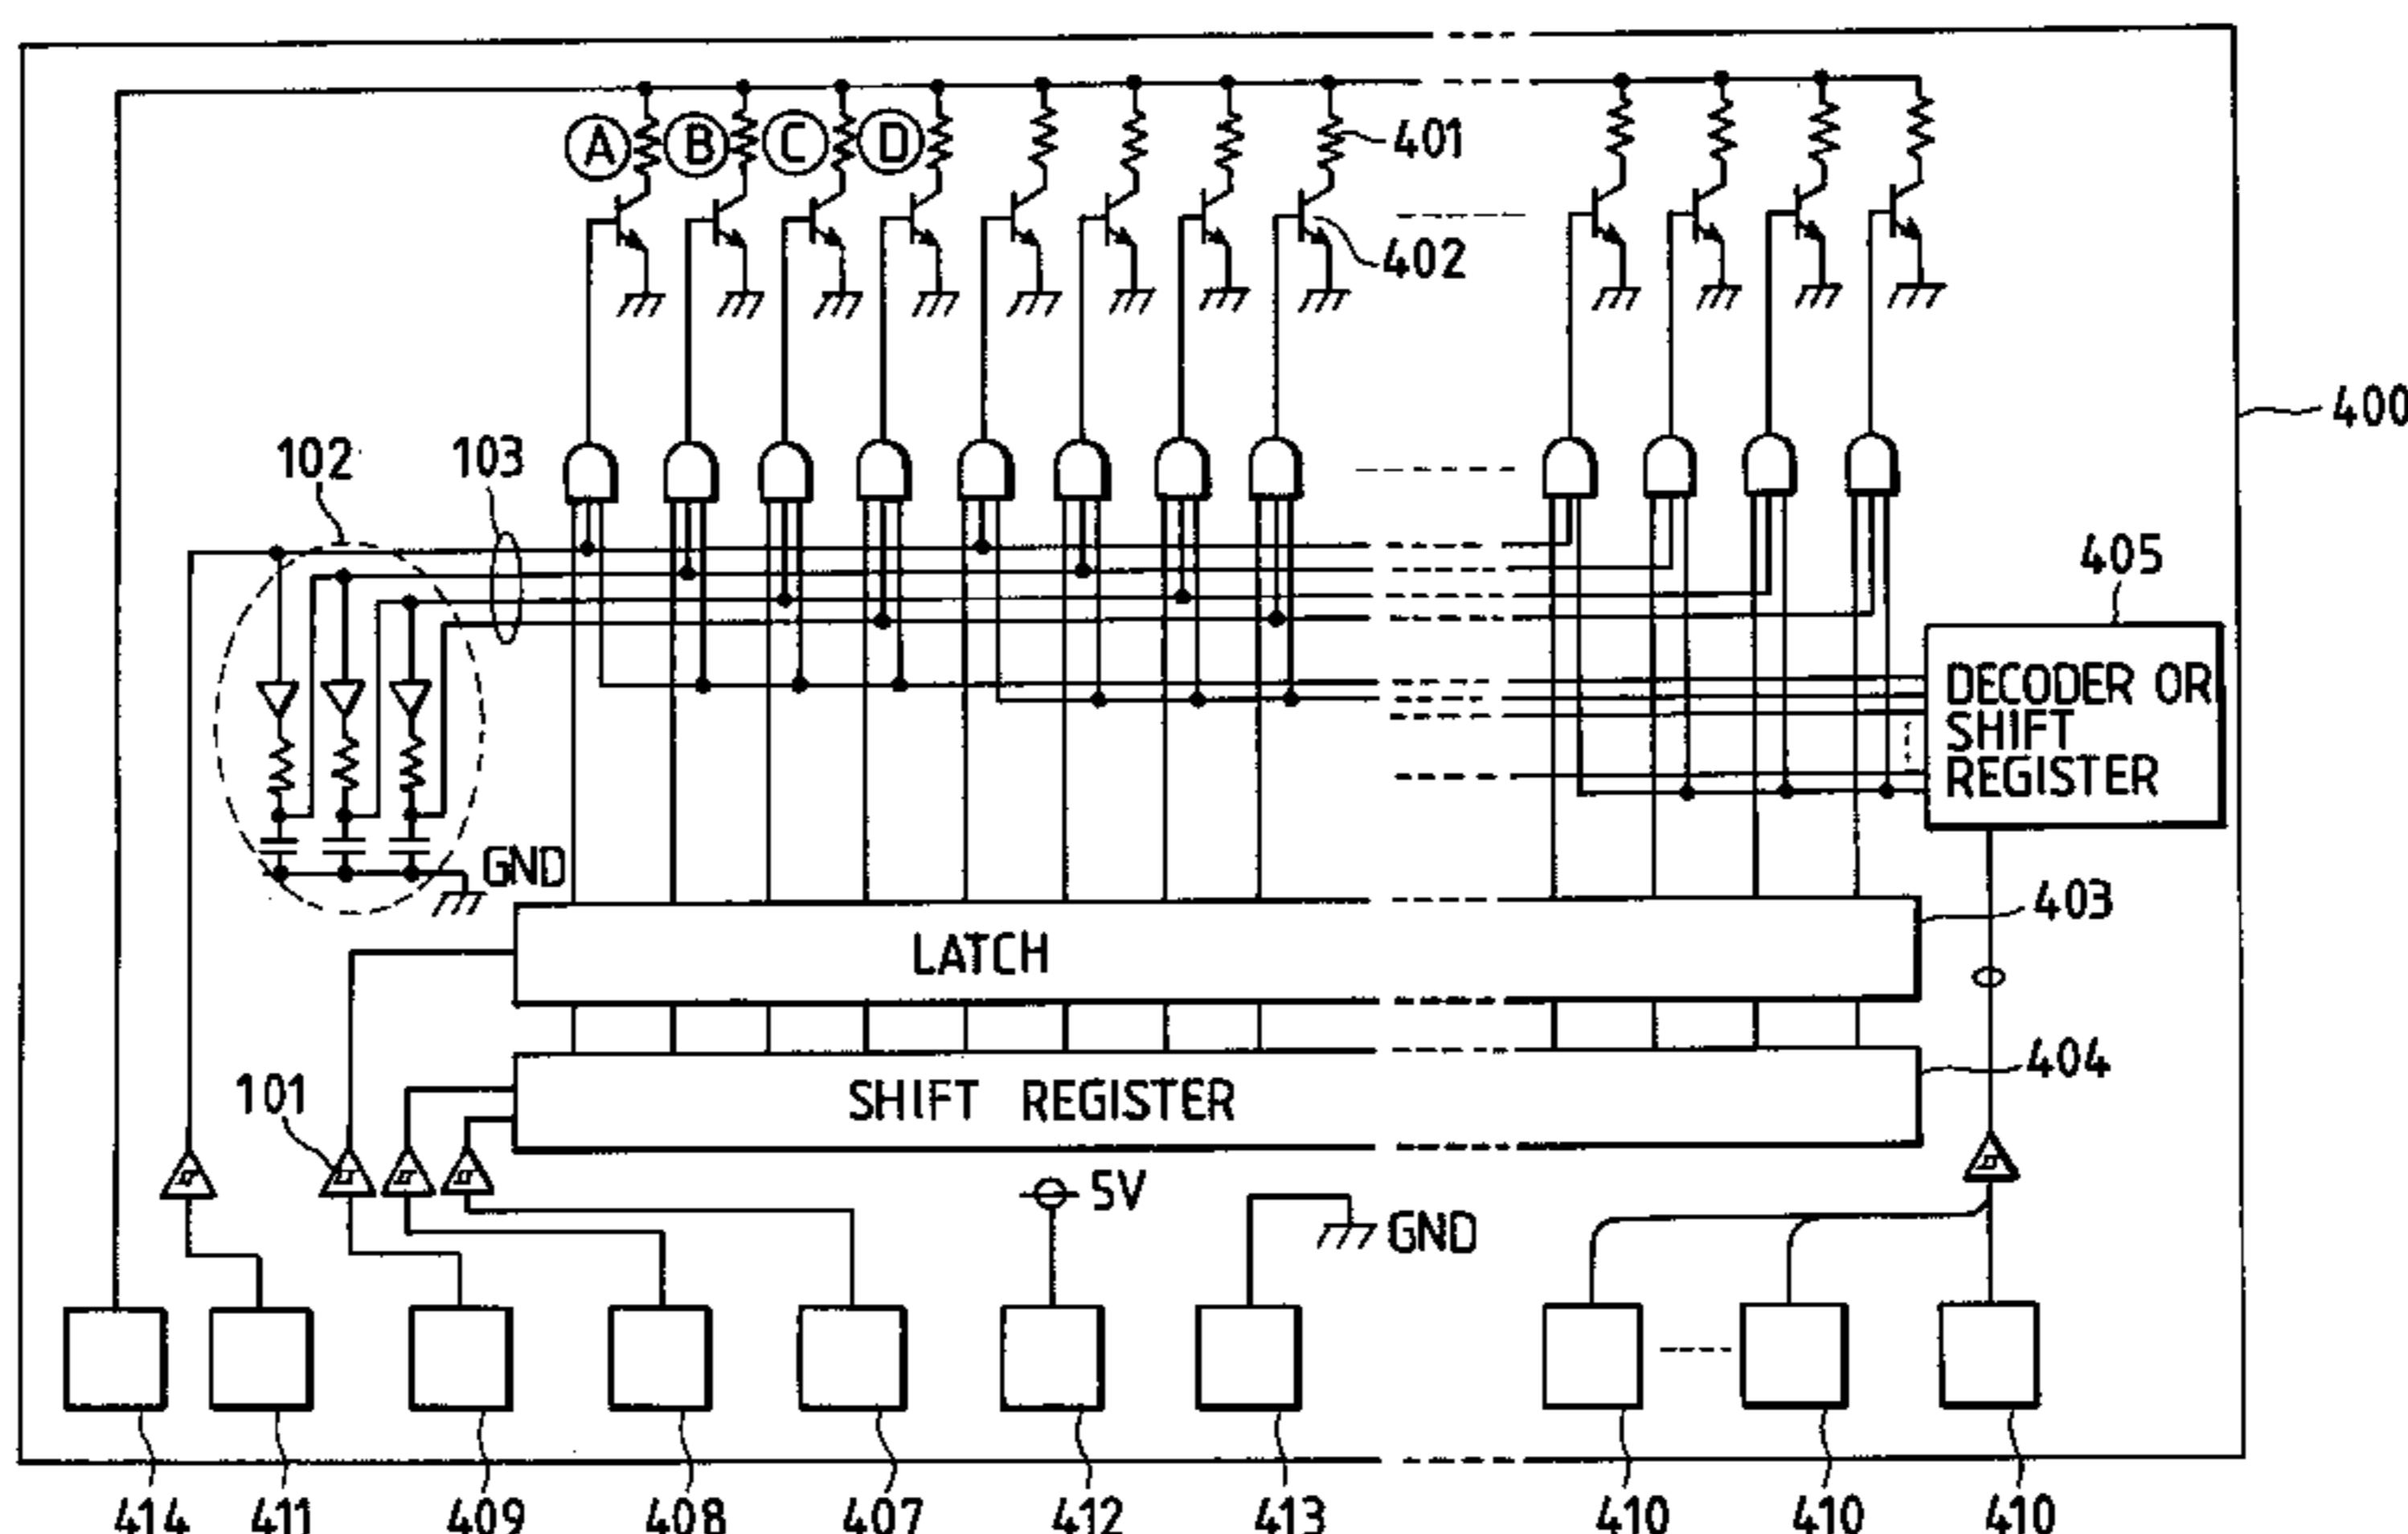 A B C D
401
402
400
102
103
405
DECODER OR
SHIFT
REGISTER
GND
403
LATCH
404
101
SHIFT REGISTER
5V
GND
414 411 409 408 407 412 413 410 410 410